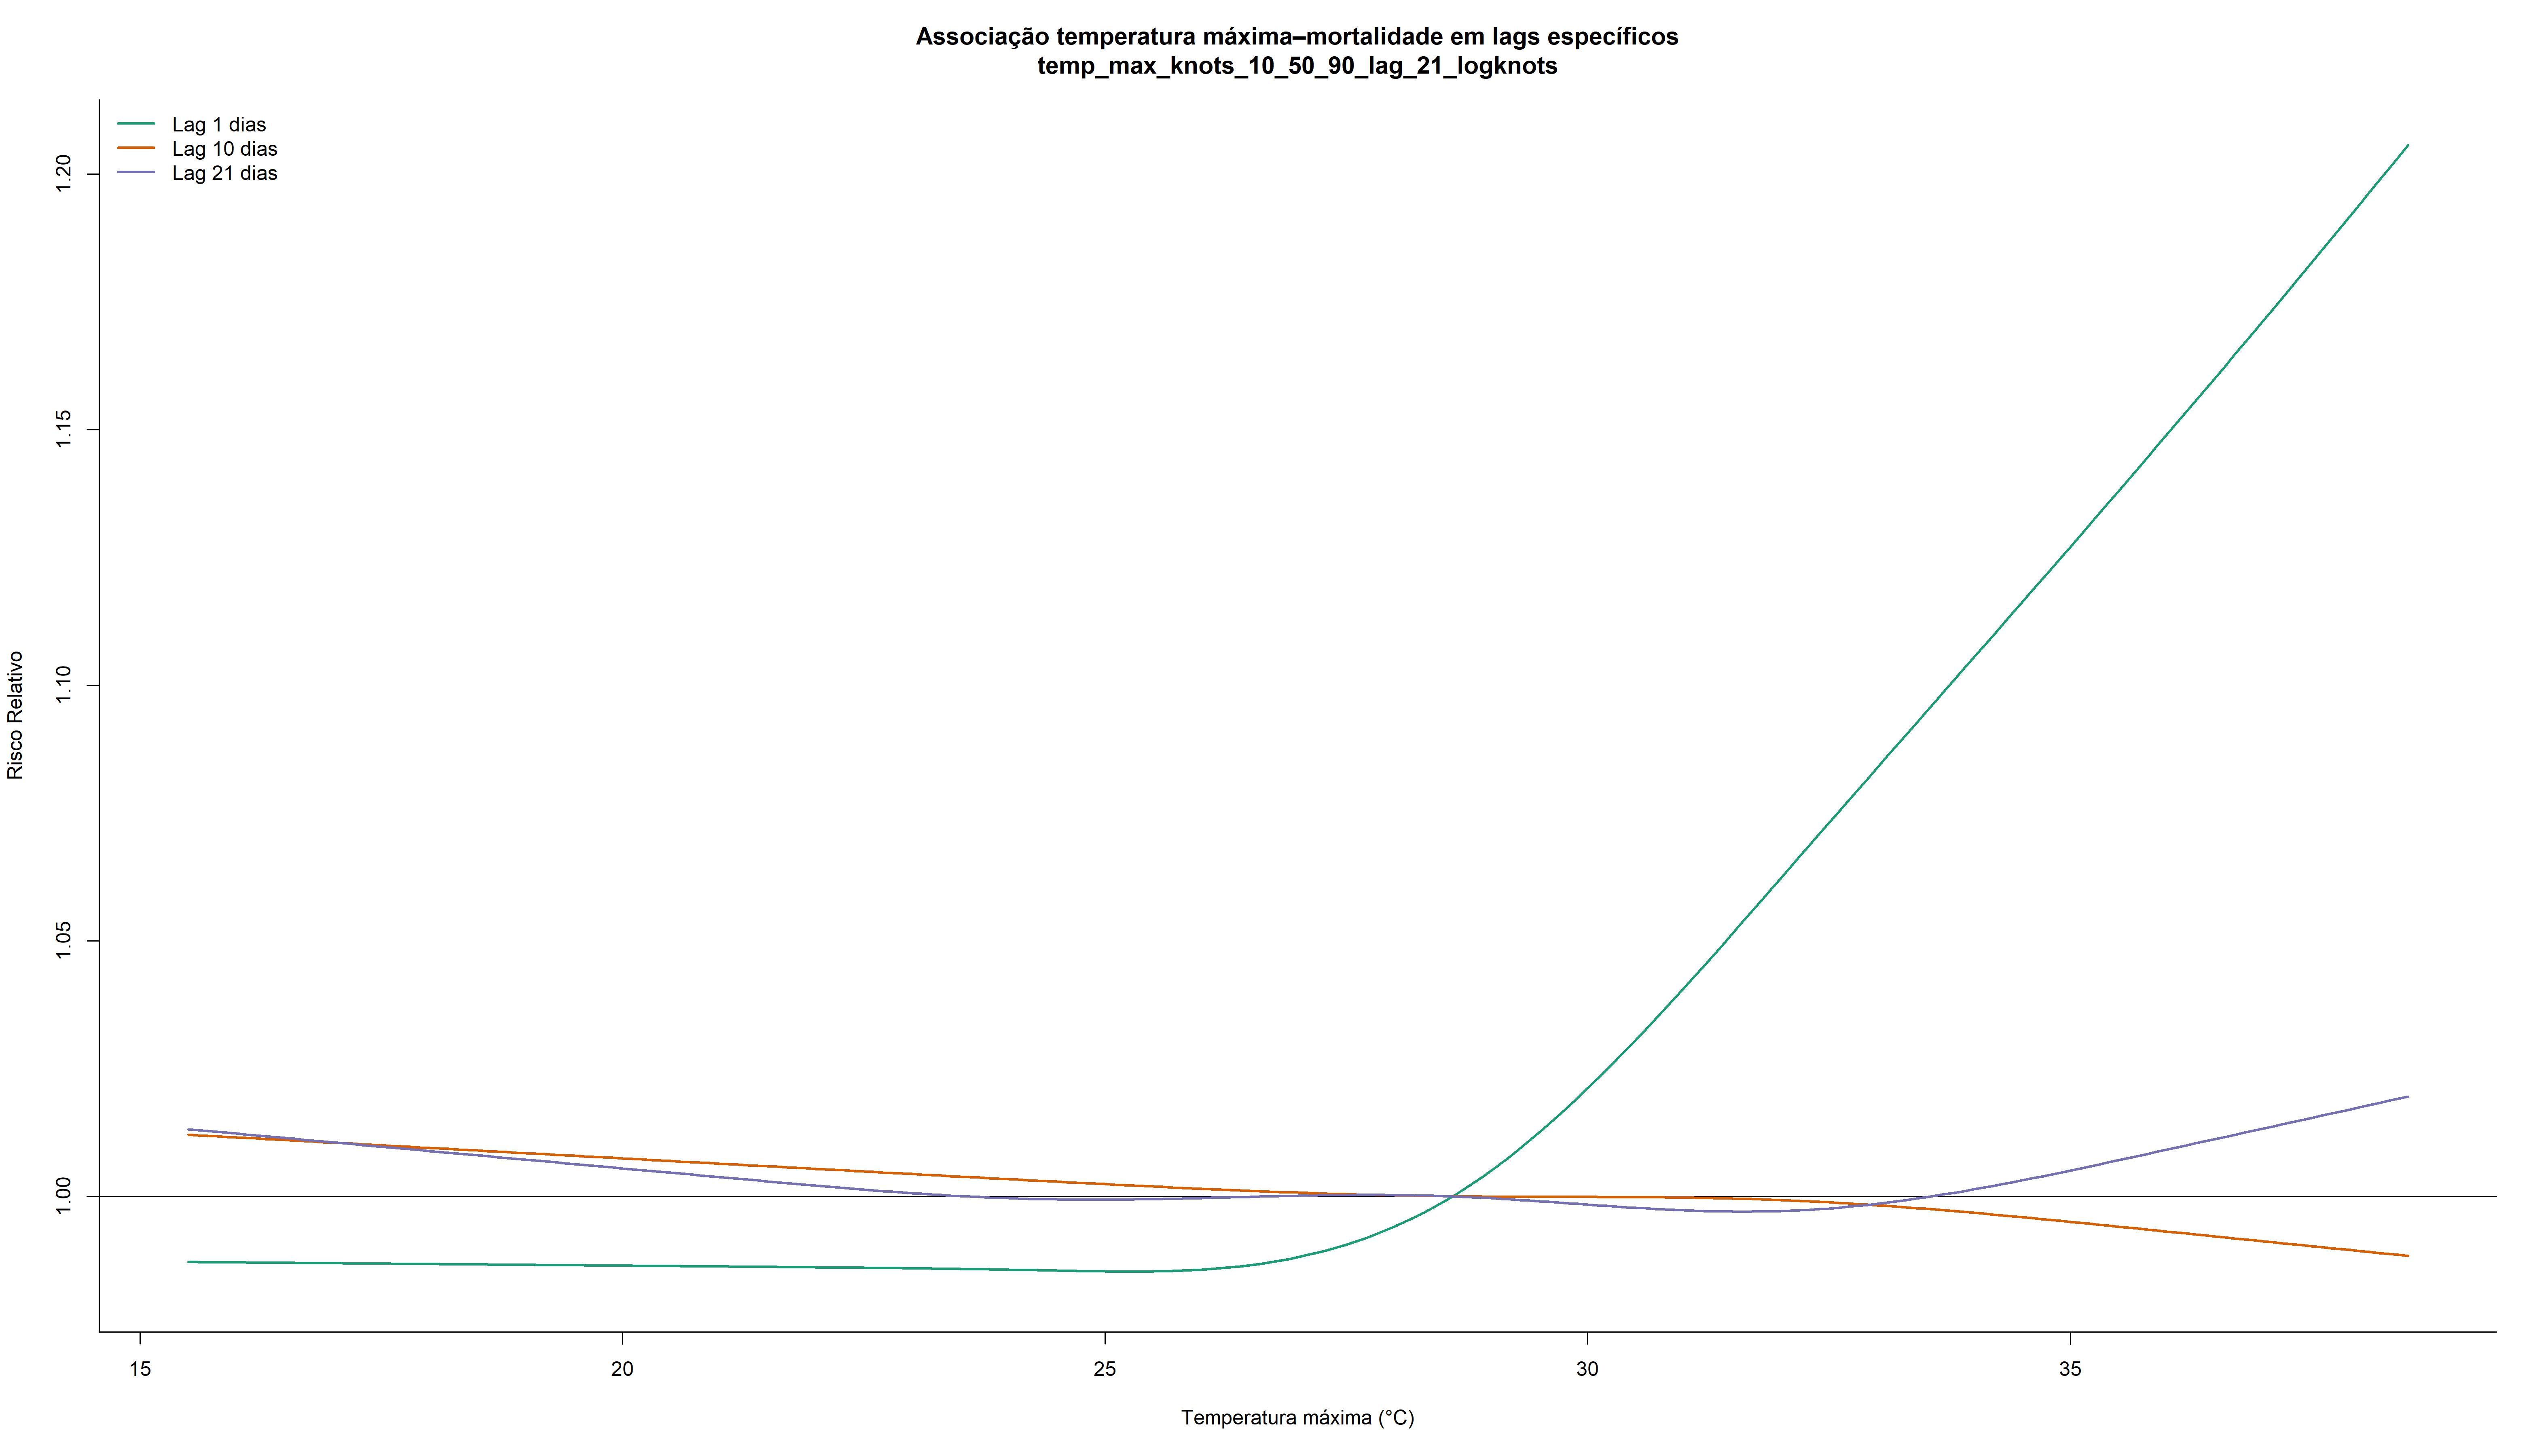 Associação temperatura máxima–mortalidade em lags específicos
temp_max_knots_10_50_90_lag_21_logknots
Lag 1 dias
Lag 10 dias
Lag 21 dias
1.20
1.15
1.10
1.05
1.00
Risco Relativo
15 20 25 30 35
Temperatura máxima (°C)